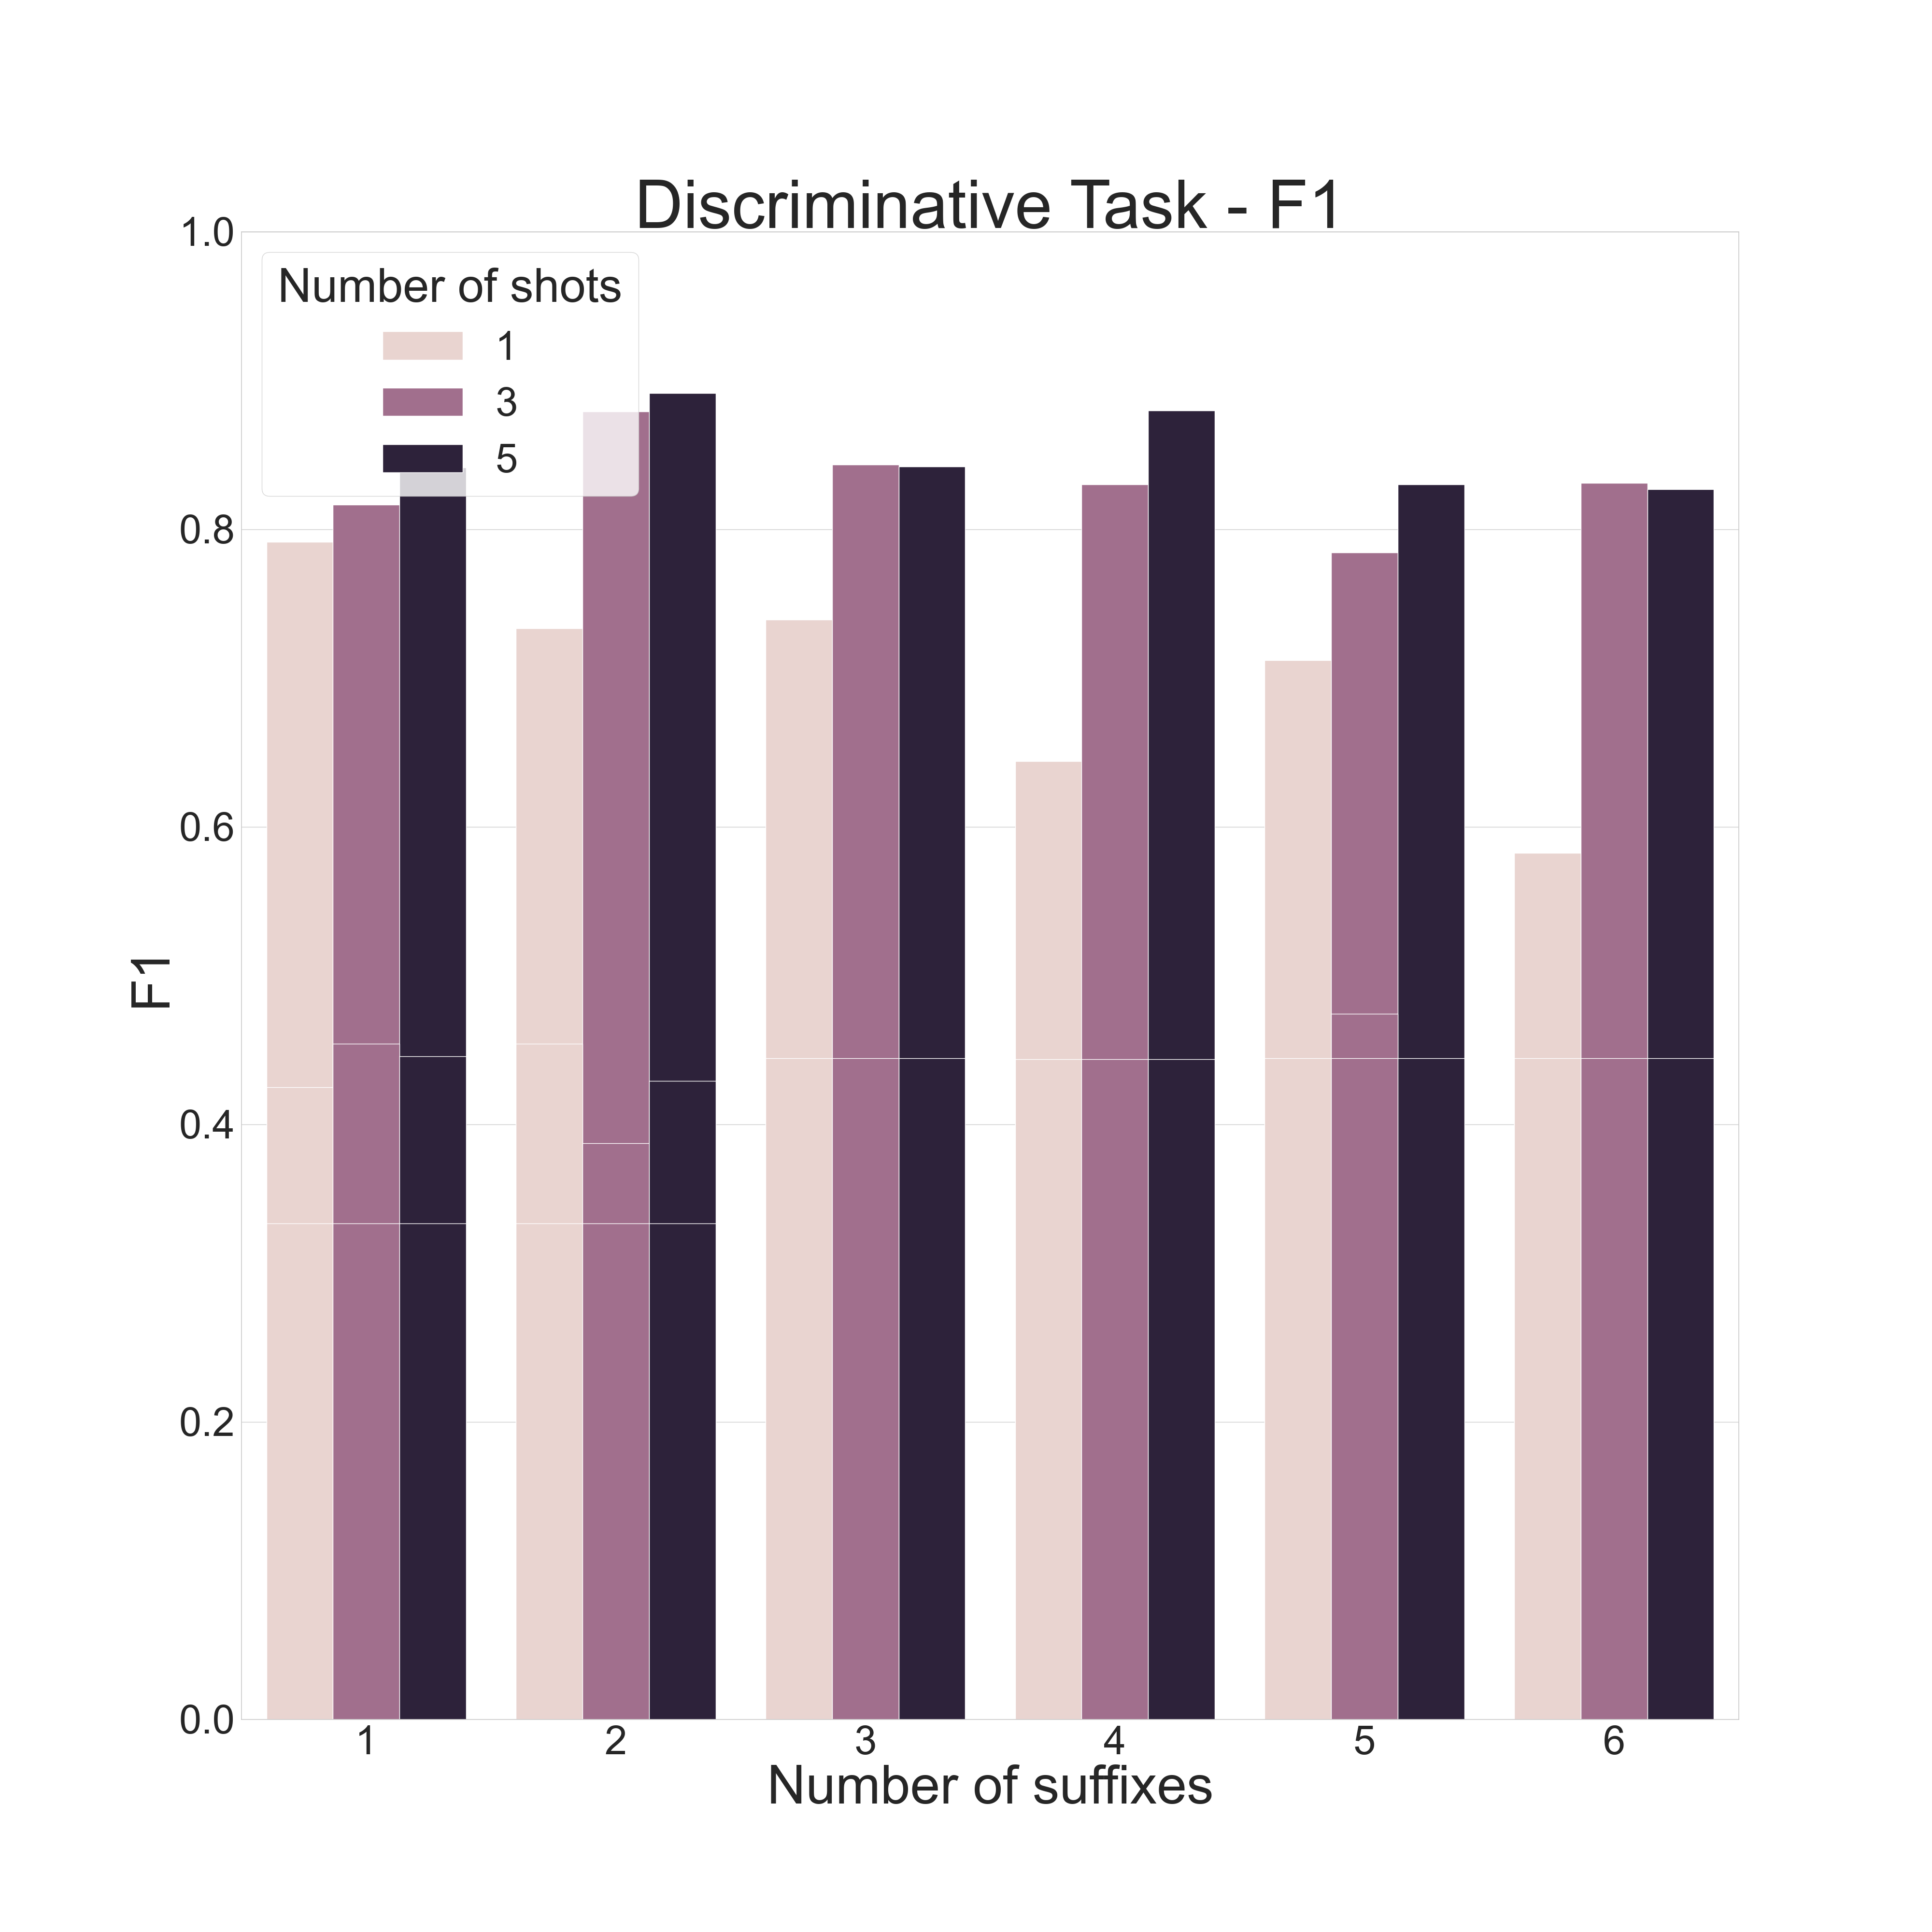 Discriminative Task - F1
Number of shots
1
3
5
1.0
0.8
0.6
0.4
0.2
0.0
F1
1 2 3 4 5 6
Number of suffixes